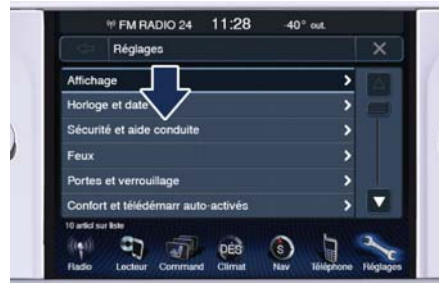 FM RADIO 24 11:28 -40° out.
Réglages
Affichage
Horloge et date
Sécurité et aide conduite
Feux
Portes et verrouillage
Confort et télédémarr auto-activés
10 articl sur liste
DÉS
S
Radio Lecteur Command Climat Nav Téléphone Réglages